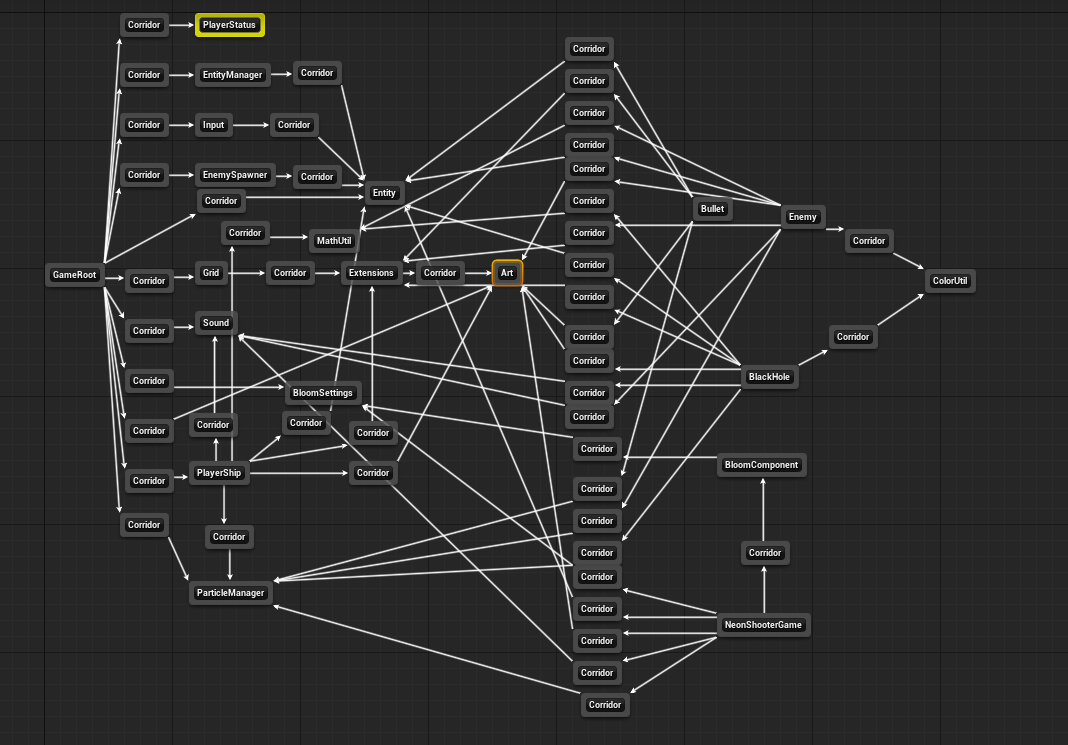 Corridor PlayerStatus
Corridor
Corridor EntityManager Corridor
Corridor
Corridor
Corridor Input Corridor
Corridor
Corridor
Corridor EnemySpawner Corridor
Entity
Corridor
Corridor
Bullet
Enemy
Corridor MathUtil
Corridor
Corridor
Corridor
GameRoot Corridor Grid Corridor Extensions Corridor Art
ColorUtil
Corridor
Corridor Sound
Corridor
Corridor
Corridor
Corridor BloomSettings
BlackHole
Corridor
Corridor
Corridor Corridor Corridor Corridor
Corridor
BloomComponent
Corridor PlayerShip Corridor
Corridor
Corridor
Corridor
Corridor
Corridor
Corridor
Corridor
ParticleManager
Corridor
NeonShooterGame
Corridor
Corridor
Corridor